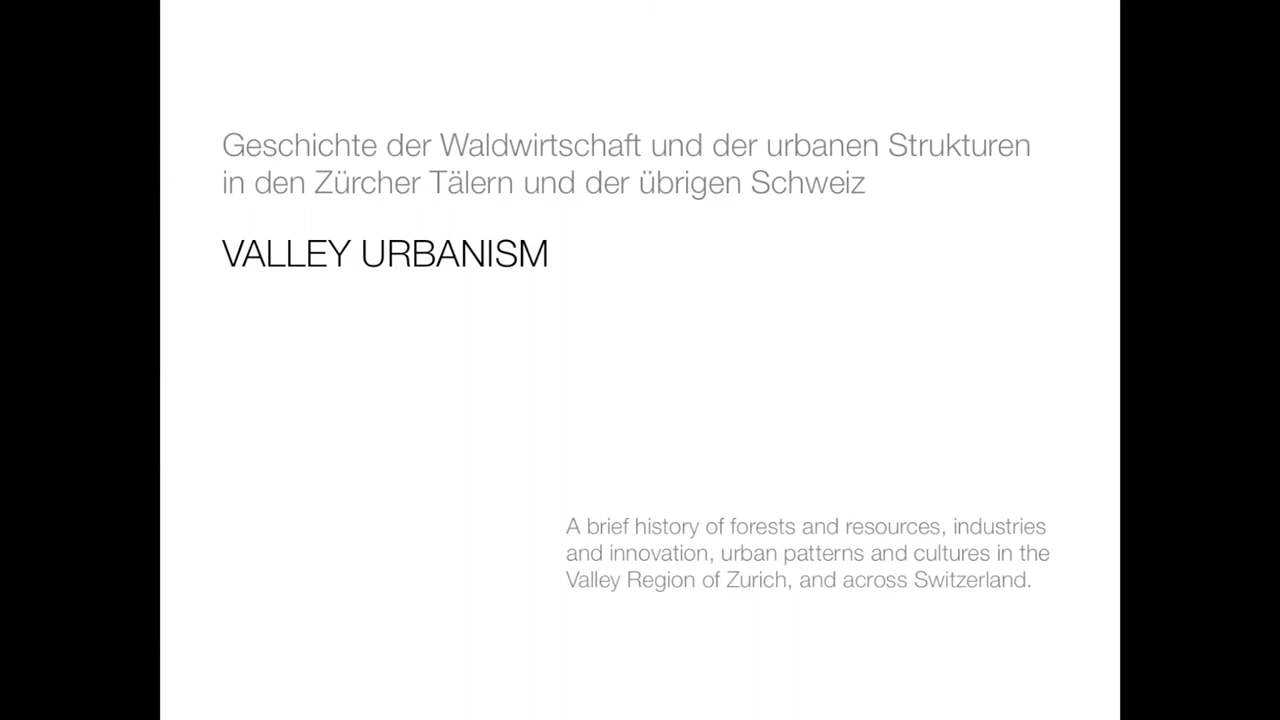 Geschichte der Waldwirtschaft und der urbanen Strukturen
in den Zürcher Tälern und der übrigen Schweiz
VALLEY URBANISM
A brief history of forests and resources, industries
and innovation, urban patterns and cultures in the
Valley Region of Zurich, and across Switzerland.